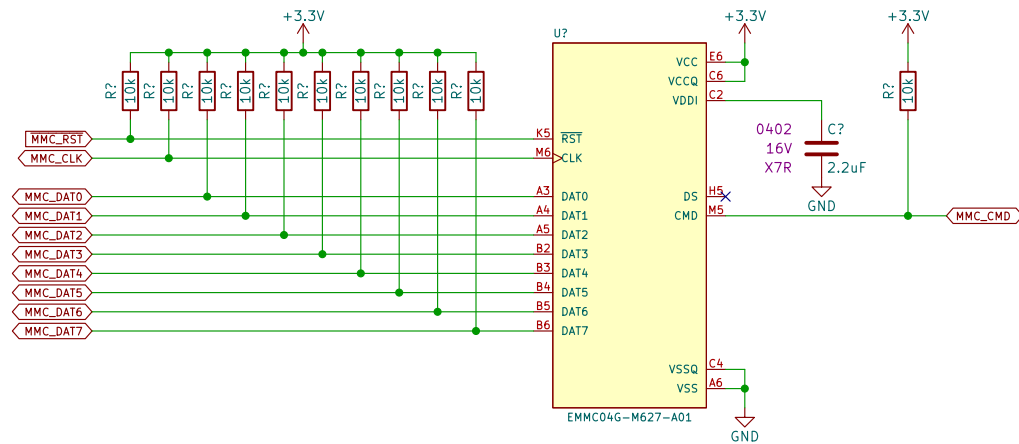 +3.3V +3.3V +3.3V
U?
R? 10k R? 10k R? 10k R? 10k R? 10k R? 10k R? 10k R? 10k R? 10k R? 10k
R? 10k
VCC E6
VCCQ C6
VDDI C2
0402 C?
16V
X7R 2.2uF
GND
MMC_RST K5 RST
MMC_CLK M6 CLK
MMC_DAT0 A3 DAT0 DS H5
MMC_DAT1 A4 DAT1 CMD M5 MMC_CMD
MMC_DAT2 A5 DAT2
MMC_DAT3 B2 DAT3
MMC_DAT4 B3 DAT4
MMC_DAT5 B4 DAT5
MMC_DAT6 B5 DAT6
MMC_DAT7 B6 DAT7
VSSQ C4
VSS A6
EMMC04G-M627-A01
GND